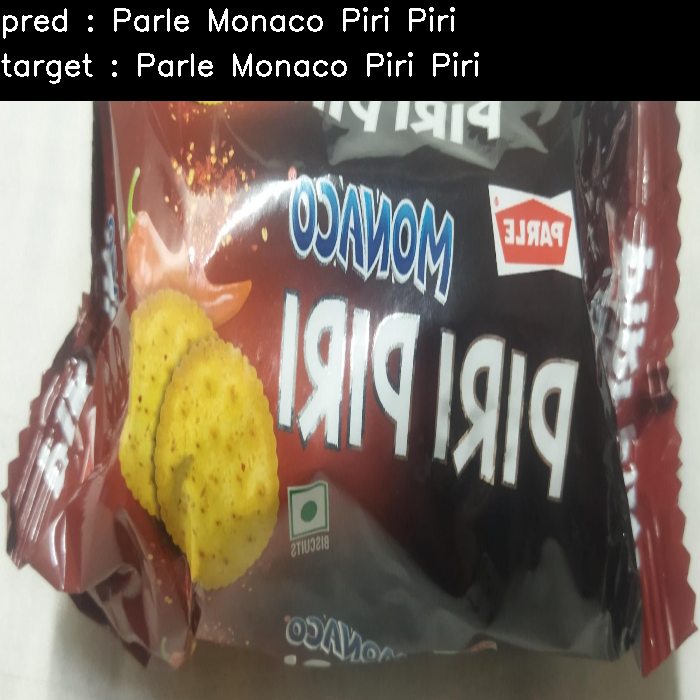 pred : Parle Monaco Piri Piri
target : Parle Monaco Piri Piri
PIRI PIRI
PARLE
MONACO
PIRI PIRI
BISCUITS
MONACO